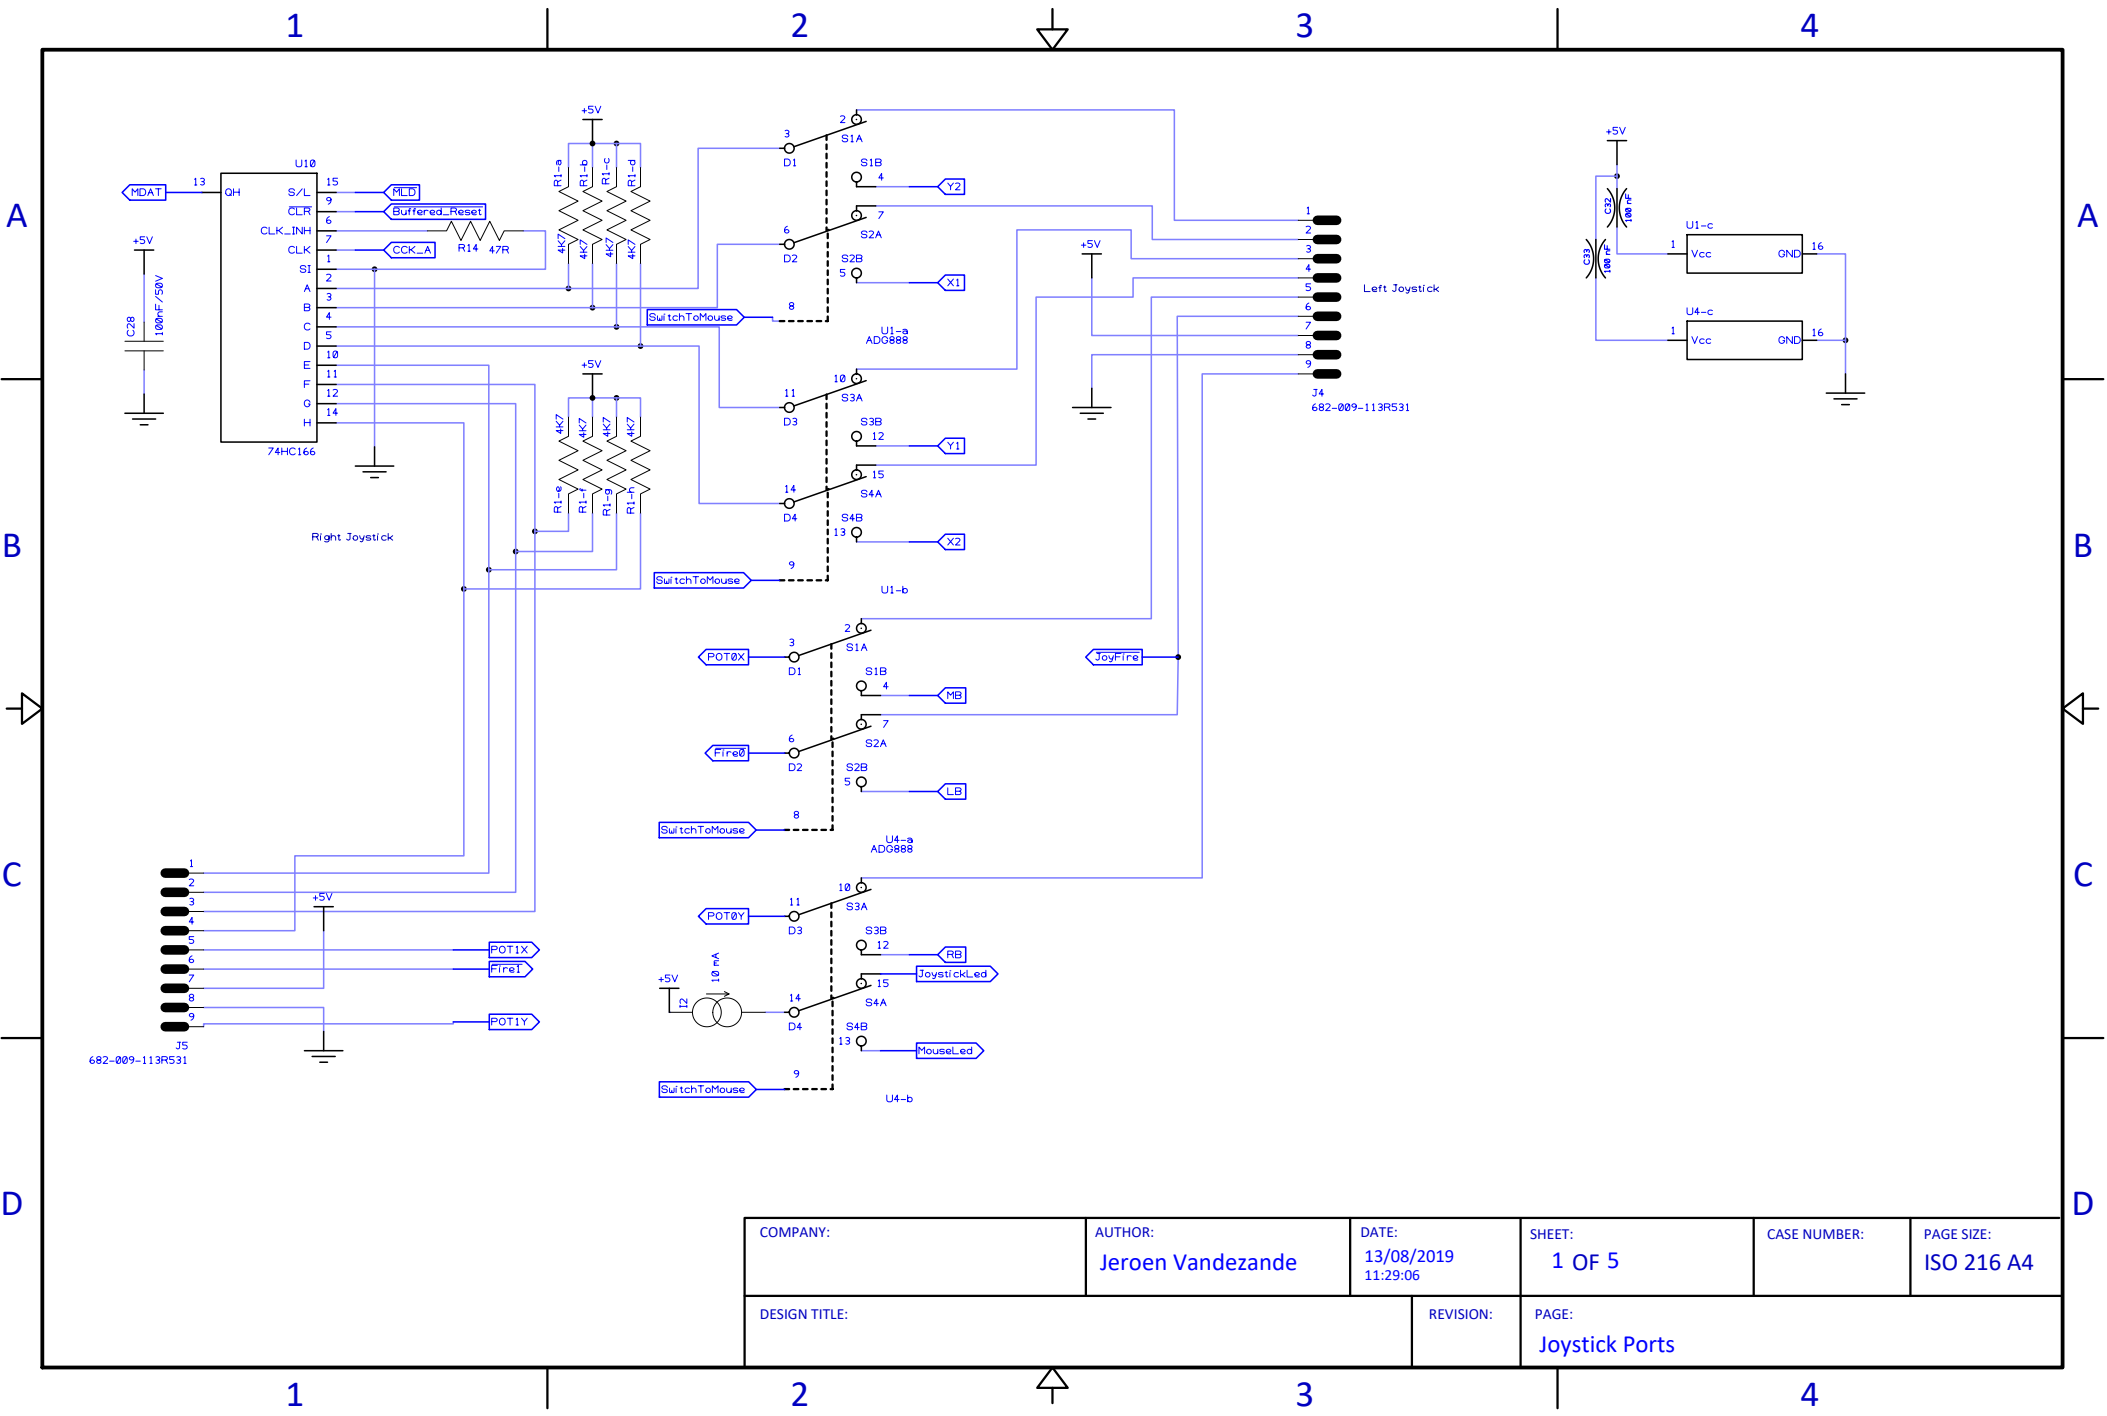 1 2 3 4
A A
B B
C C
D D
U10
MDAT
13
QH
S/L
15
MLD
CLR
9
Buffered_Reset
CLK_INH
6
R14
47R
CLK
7
CCK_A
SI
1
A
2
B
3
C
4
D
5
E
10
F
11
G
12
H
14
74HC166
+5V
C28
100nF/50V
+5V
R1-a
R1-b
R1-c
R1-d
4K7
4K7
4K7
4K7
+5V
4K7
4K7
4K7
4K7
R1-e
R1-f
R1-g
R1-h
Right Joystick
3
D1
2
S1A
S1B
4
Y2
6
D2
7
S2A
S2B
5
X1
8
SwitchToMouse
U1-a
ADG888
11
D3
10
S3A
S3B
12
Y1
14
D4
15
S4A
S4B
13
X2
9
SwitchToMouse
U1-b
POT0X
3
D1
2
S1A
S1B
4
MB
Fire0
6
D2
7
S2A
S2B
5
LB
8
SwitchToMouse
U4-a
ADG888
POT0Y
11
D3
10
S3A
S3B
12
RB
+5V
I2
10 mA
14
D4
JoystickLed
15
S4A
S4B
13
MouseLed
9
SwitchToMouse
U4-b
JoyFire
+5V
1
2
3
4
5
6
7
8
9
Left Joystick
J4
682-009-113R531
+5V
C32
100 nF
C33
100 nF
U1-c
1
Vcc
GND
16
U4-c
1
Vcc
GND
16
1
2
3
4
5
6
7
8
9
+5V
POT1X
Fire1
POT1Y
J5
682-009-113R531
COMPANY:
AUTHOR:
Jeroen Vandezande
DATE:
13/08/2019
11:29:06
SHEET:
1 OF 5
CASE NUMBER:
PAGE SIZE:
ISO 216 A4
DESIGN TITLE:
REVISION:
PAGE:
Joystick Ports
1 2 3 4